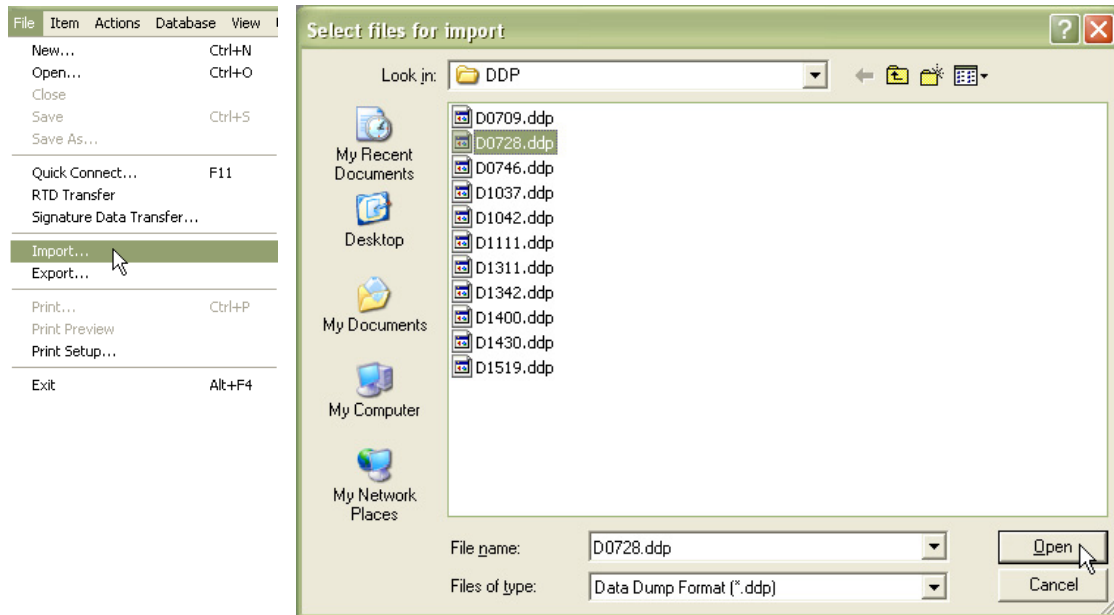 File Item Actions Database View
New... Ctrl+N
Open... Ctrl+O
Close
Save Ctrl+S
Save As...
Quick Connect... F11
RTD Transfer
Signature Data Transfer...
Import...
Export...
Print... Ctrl+P
Print Preview
Print Setup...
Exit Alt+F4
Select files for import
Look in: DDP
My Recent
Documents
Desktop
My Documents
My Computer
My Network
Places
D0709.ddp
D0728.ddp
D0746.ddp
D1037.ddp
D1042.ddp
D1111.ddp
D1311.ddp
D1342.ddp
D1400.ddp
D1430.ddp
D1519.ddp
File name: D0728.ddp Open
Files of type: Data Dump Format (*.ddp) Cancel